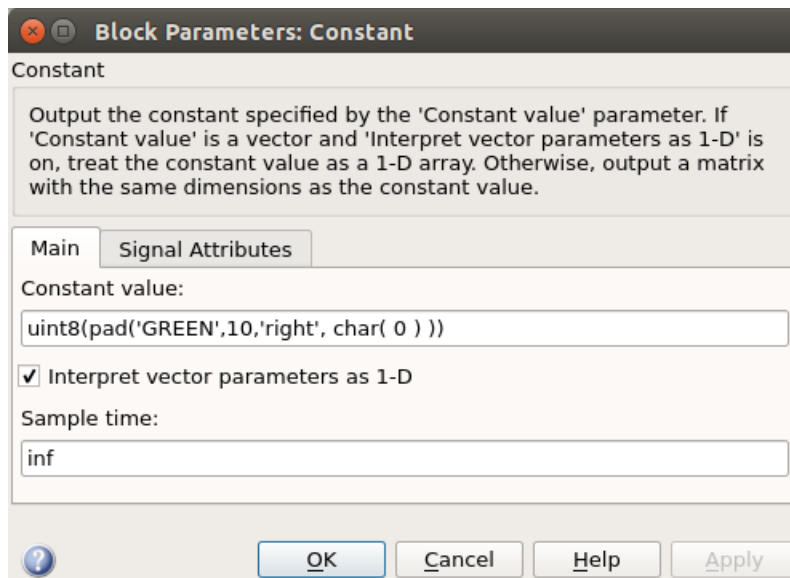 Block Parameters: Constant
Constant
Output the constant specified by the 'Constant value' parameter. If
'Constant value' is a vector and 'Interpret vector parameters as 1-D' is
on, treat the constant value as a 1-D array. Otherwise, output a matrix
with the same dimensions as the constant value.
Main Signal Attributes
Constant value:
uint8(pad('GREEN',10,'right', char( 0 ) ))
Interpret vector parameters as 1-D
Sample time:
inf
? OK Cancel Help Apply